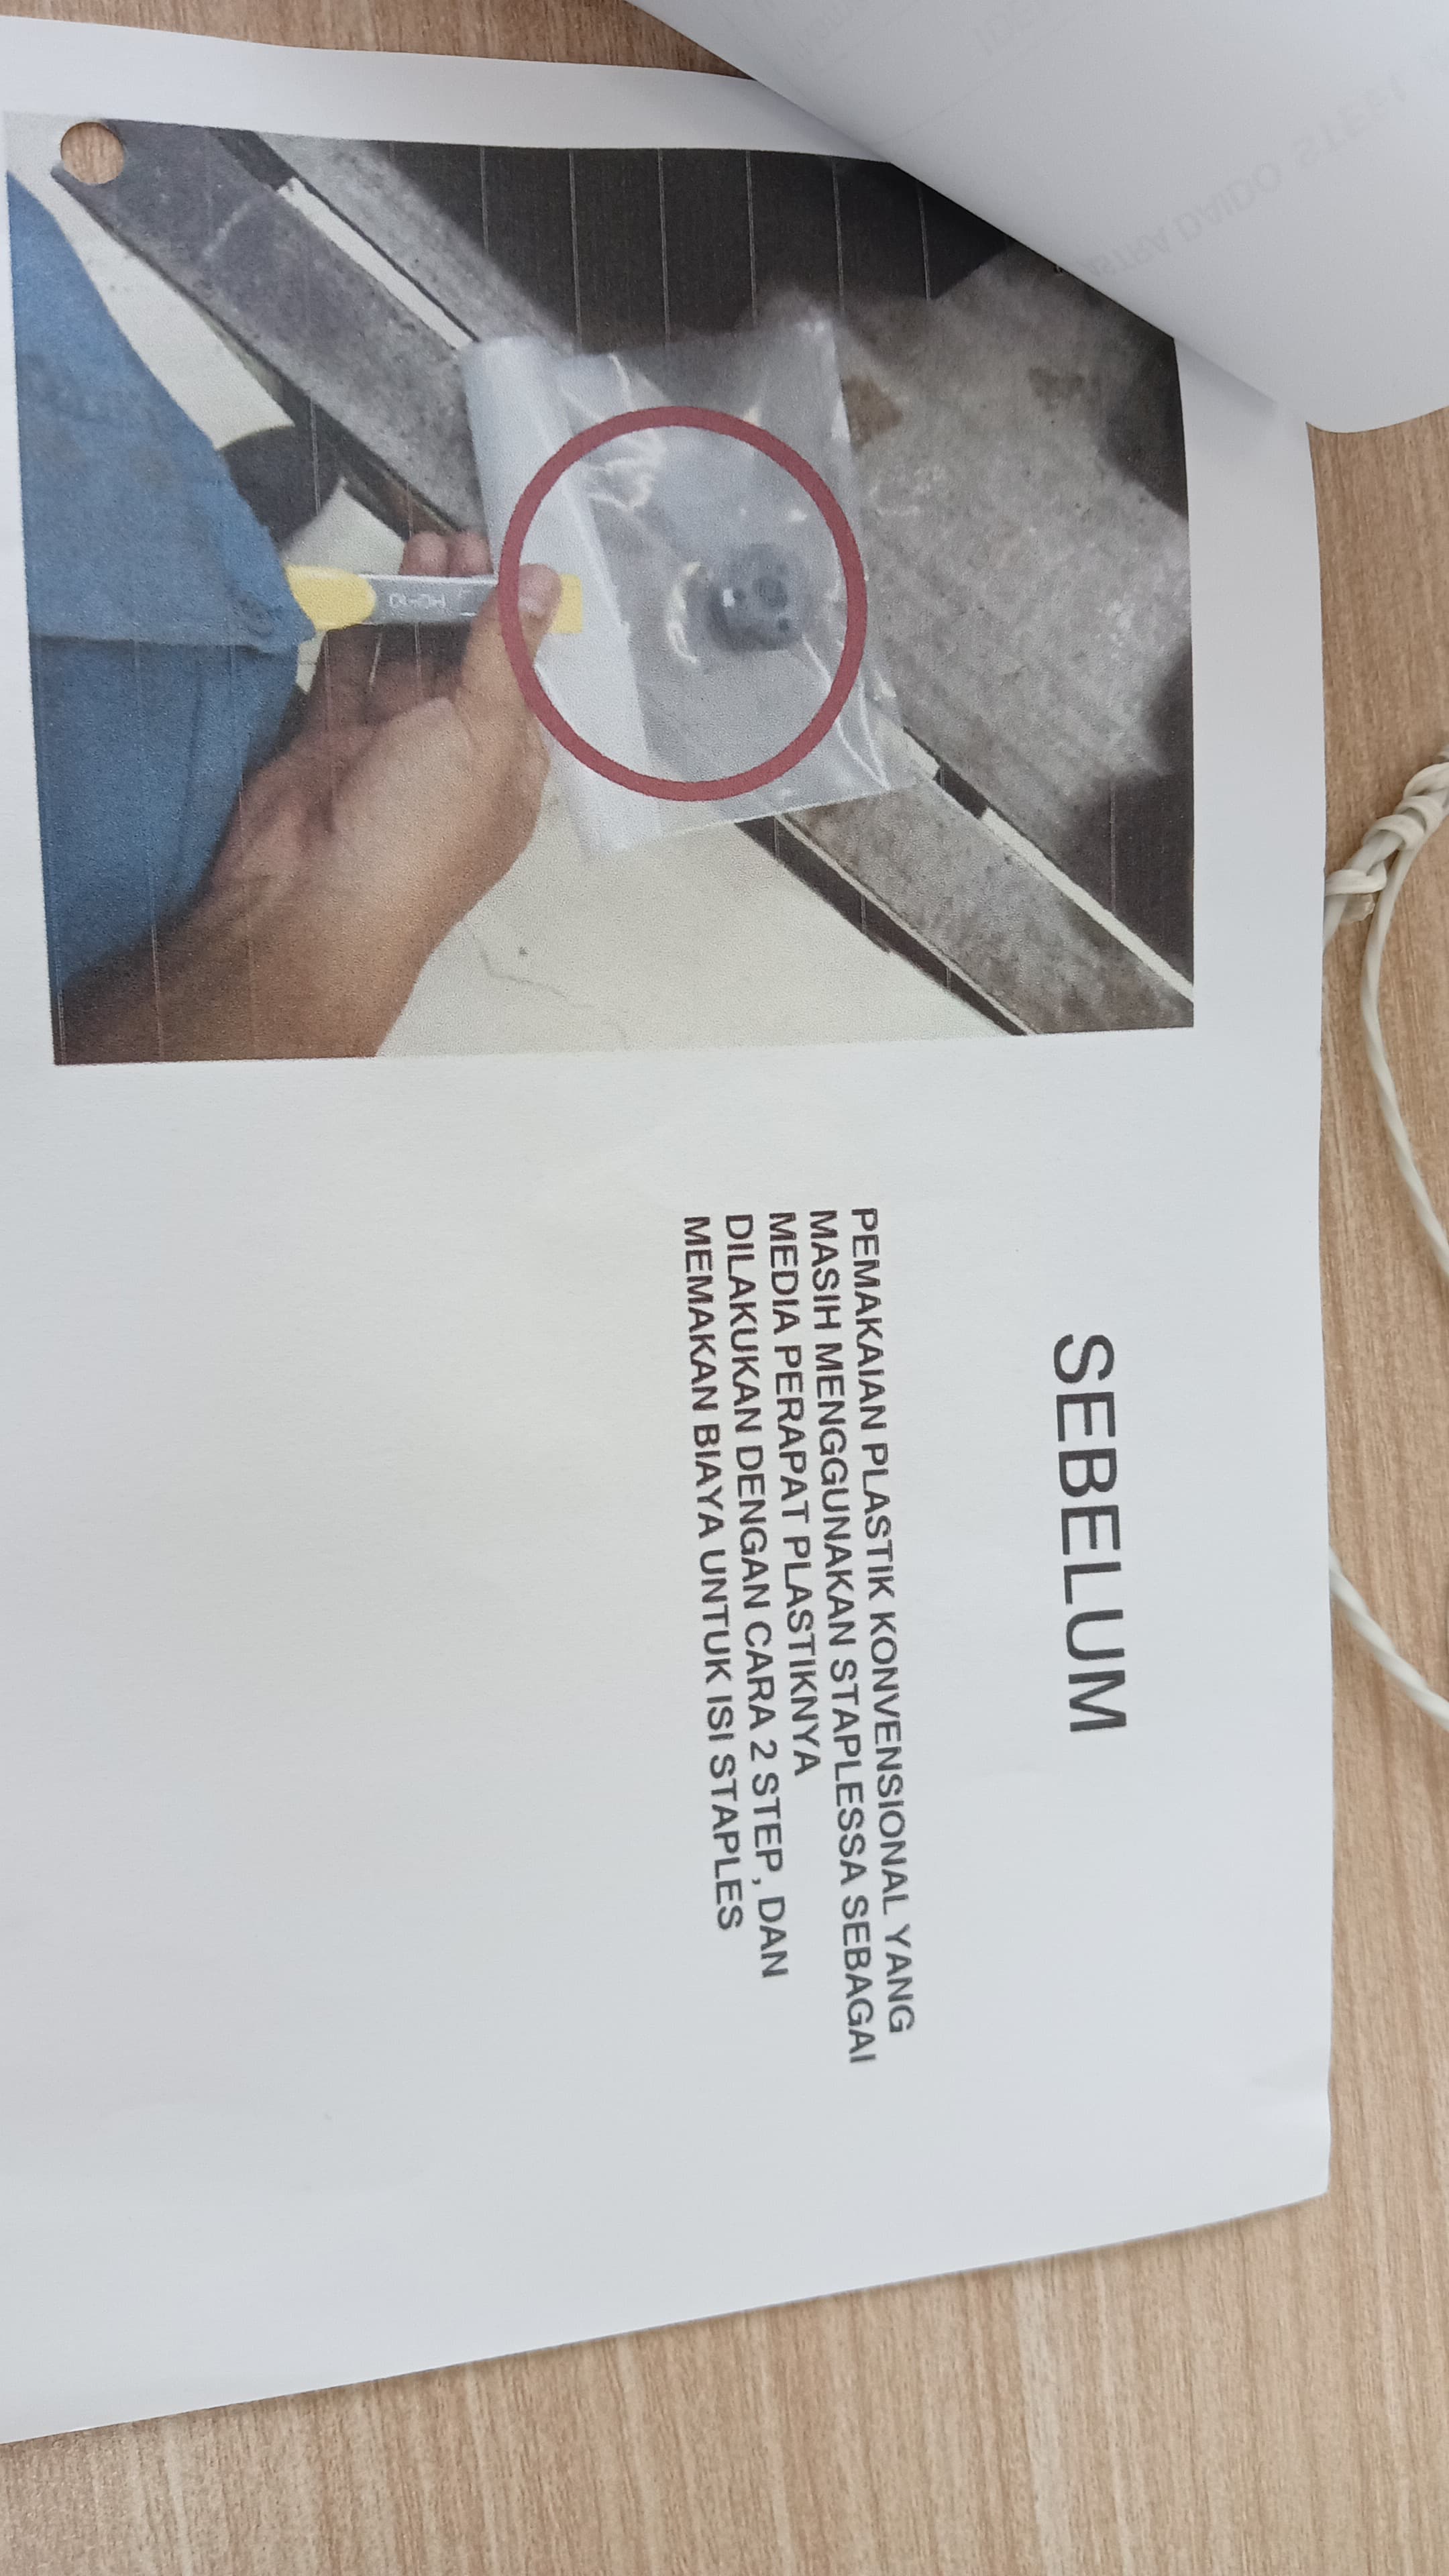 SEBELUM
PEMAKAIAN PLASTIK KONVENSIONAL YANG
MASIH MENGGUNAKAN STAPLESSA SEBAGAI
MEDIA PERAPAT PLASTIKNYA
DILAKUKAN DENGAN CARA 2 STEP, DAN
MEMAKAN BIAYA UNTUK ISI STAPLES